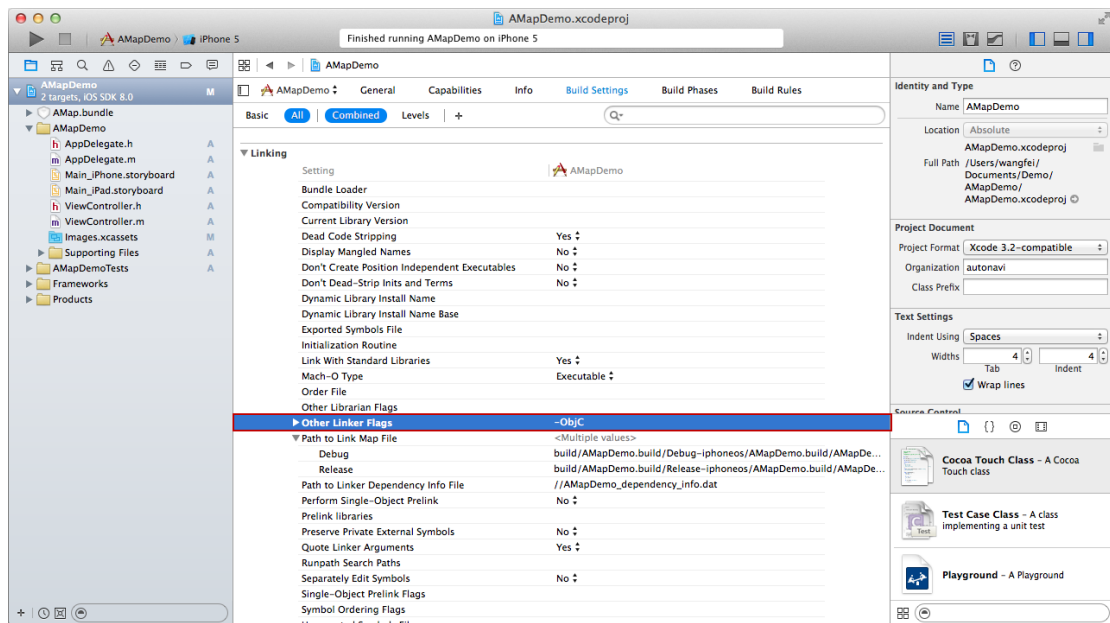 AMapDemo.xcodeproj
AMapDemo
iPhone 5
Finished running AMapDemo on iPhone 5
AMapDemo
2 targets, iOS SDK 8.0
M
AMap.bundle
AMapDemo
AppDelegate.h A
AppDelegate.m A
Main_iPhone.storyboard A
Main_iPad.storyboard A
ViewController.h A
ViewController.m A
Images.xcassets M
Supporting Files A
AMapDemoTests A
Frameworks
Products
AMapDemo
AMapDemo General Capabilities Info Build Settings Build Phases Build Rules
Basic All Combined Levels +
Linking
Setting AMapDemo
Bundle Loader
Compatibility Version
Current Library Version
Dead Code Stripping Yes
Display Mangled Names No
Don't Create Position Independent Executables No
Don't Dead-Strip Inits and Terms No
Dynamic Library Install Name
Dynamic Library Install Name Base
Exported Symbols File
Initialization Routine
Link With Standard Libraries Yes
Mach-O Type Executable
Order File
Other Librarian Flags
Other Linker Flags -ObjC
Path to Link Map File <Multiple values>
Debug build/AMapDemo.build/Debug-iphoneos/AMapDemo.build/AMapDe...
Release build/AMapDemo.build/Release-iphoneos/AMapDemo.build/AMapDe...
Path to Linker Dependency Info File //AMapDemo_dependency_info.dat
Perform Single-Object Prelink No
Prelink libraries
Preserve Private External Symbols No
Quote Linker Arguments Yes
Runpath Search Paths
Separately Edit Symbols No
Single-Object Prelink Flags
Symbol Ordering Flags
Identity and Type
Name AMapDemo
Location Absolute
AMapDemo.xcodeproj
Full Path /Users/wangfei/
Documents/Demo/
AMapDemo/
AMapDemo.xcodeproj
Project Document
Project Format Xcode 3.2-compatible
Organization autonavi
Class Prefix
Text Settings
Indent Using Spaces
Widths 4 4
Tab Indent
Wrap lines
Source Control
{ }
Cocoa Touch Class - A Cocoa
Touch class
Test Case Class - A class
implementing a unit test
Test
Playground - A Playground